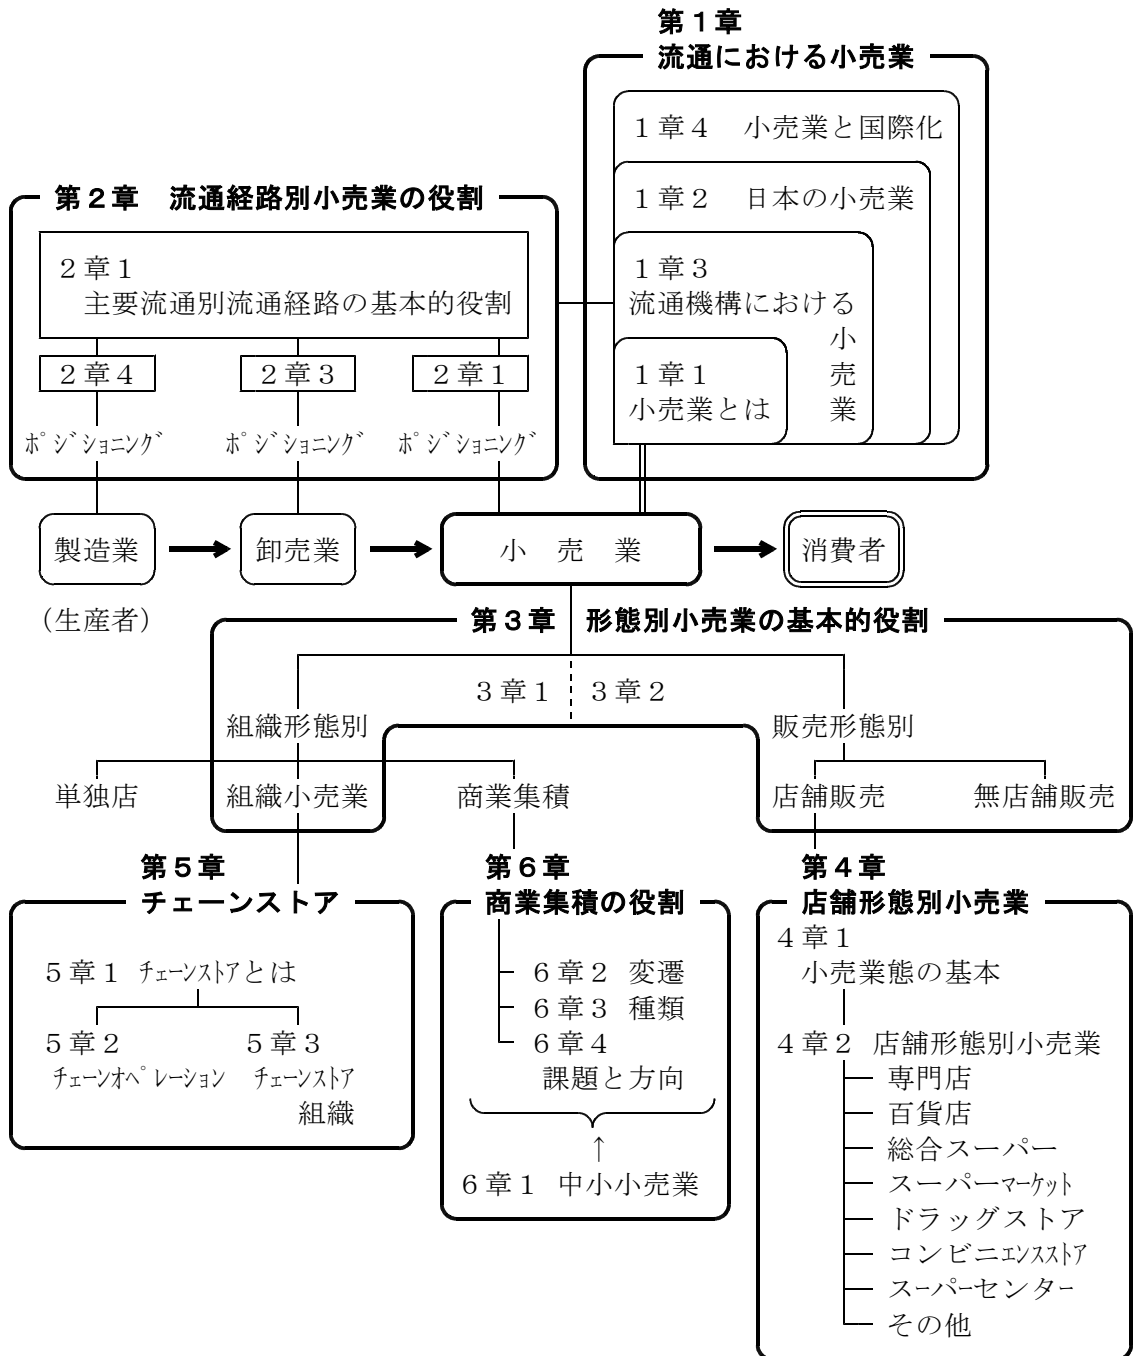 第１章
流通における小売業
１章４　小売業と国際化
１章２　日本の小売業
１章３
流通機構における
小
売
業
１章１
小売業とは
第２章　流通経路別小売業の役割
２章１
主要流通別流通経路の基本的役割
２章４
２章３
２章１
ポジショニング
ポジショニング
ポジショニング
製造業
卸売業
小　売　業
消費者
（生産者）
第３章　形態別小売業の基本的役割
３章１
３章２
組織形態別
販売形態別
単独店
組織小売業
商業集積
店舗販売
無店舗販売
第５章
チェーンストア
５章１ チェーンストアとは
５章２
チェーンオペレーション
５章３
チェーンストア
組織
第６章
商業集積の役割
６章２ 変遷
６章３ 種類
６章４
課題と方向
↑
６章１ 中小小売業
第４章
店舗形態別小売業
４章１
小売業態の基本
４章２ 店舗形態別小売業
専門店
百貨店
総合スーパー
スーパーマーケット
ドラッグストア
コンビニエンスストア
スーパーセンター
その他